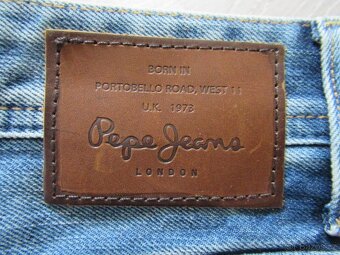 BORN IN
PORTOBELLO ROAD, WEST 11
U.K. 1973
Pepe Jeans
LONDON